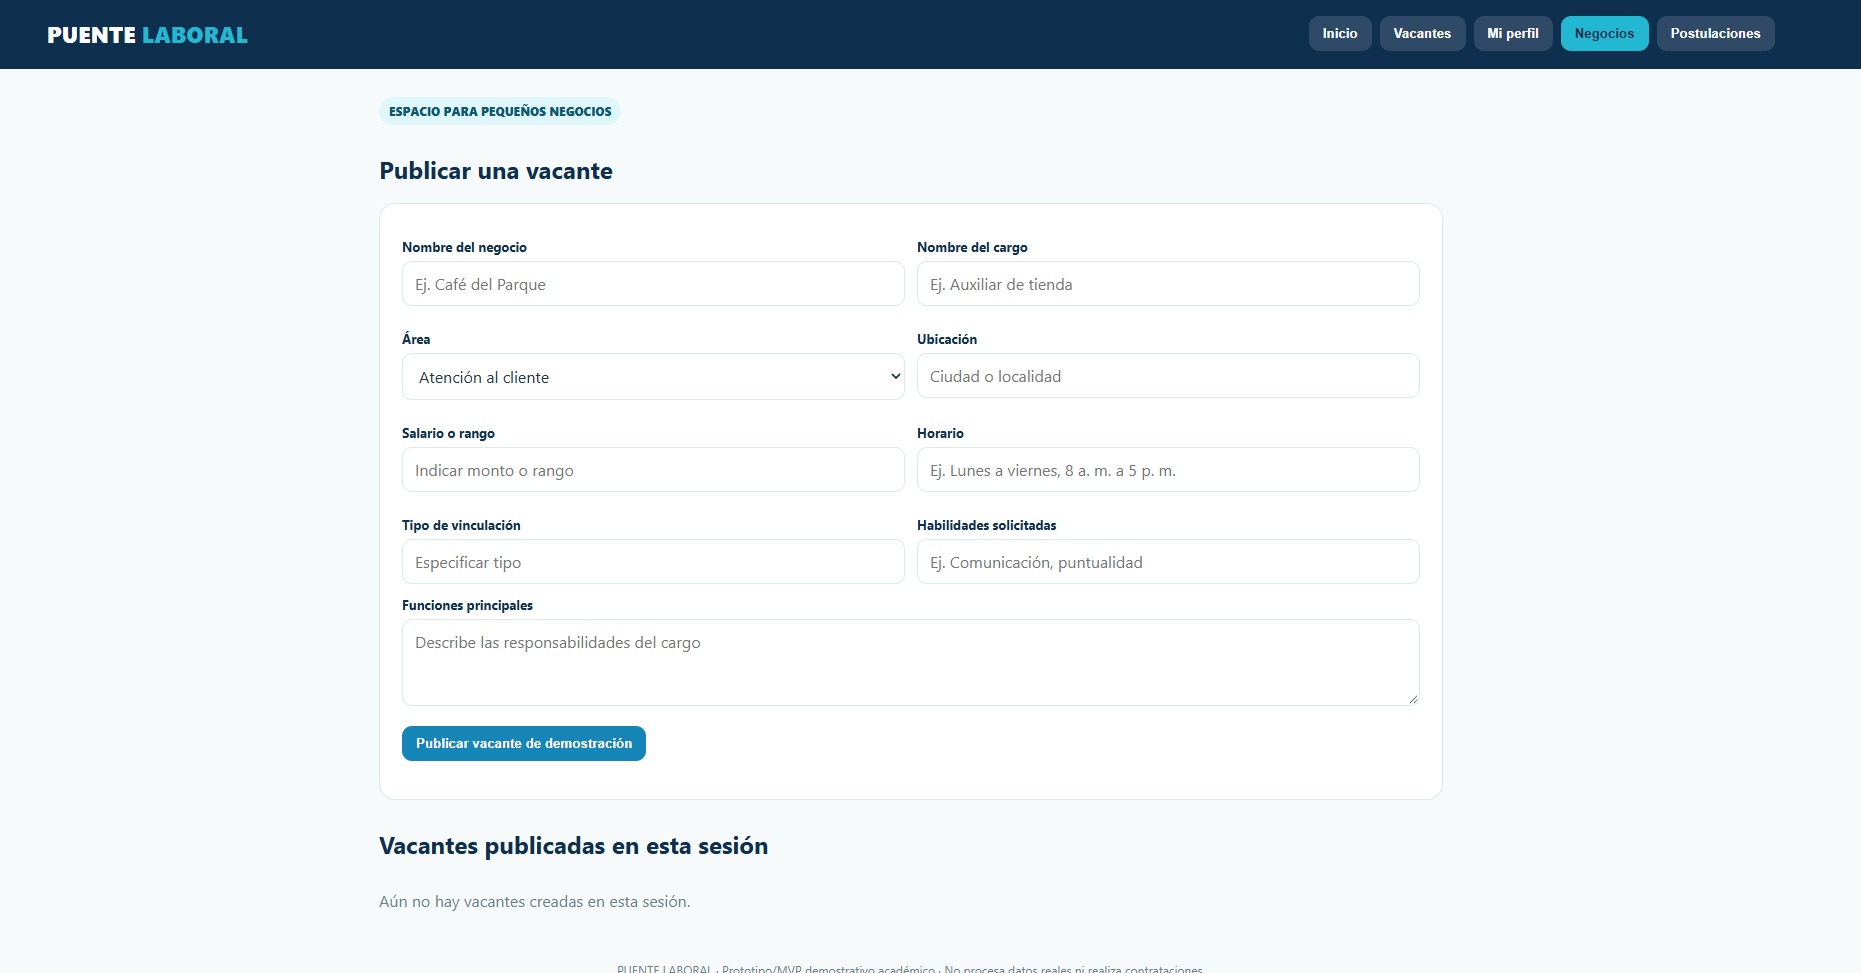 PUENTE LABORAL
Inicio Vacantes Mi perfil Negocios Postulaciones
ESPACIO PARA PEQUEÑOS NEGOCIOS
Publicar una vacante
Nombre del negocio Nombre del cargo
Ej. Café del Parque Ej. Auxiliar de tienda
Área Ubicación
Atención al cliente Ciudad o localidad
Salario o rango Horario
Indicar monto o rango Ej. Lunes a viernes, 8 a. m. a 5 p. m.
Tipo de vinculación Habilidades solicitadas
Especificar tipo Ej. Comunicación, puntualidad
Funciones principales
Describe las responsabilidades del cargo
Publicar vacante de demostración
Vacantes publicadas en esta sesión
Aún no hay vacantes creadas en esta sesión.
PUENTE LABORAL · Prototipo/MVP demostrativo académico · No procesa datos reales ni realiza contrataciones